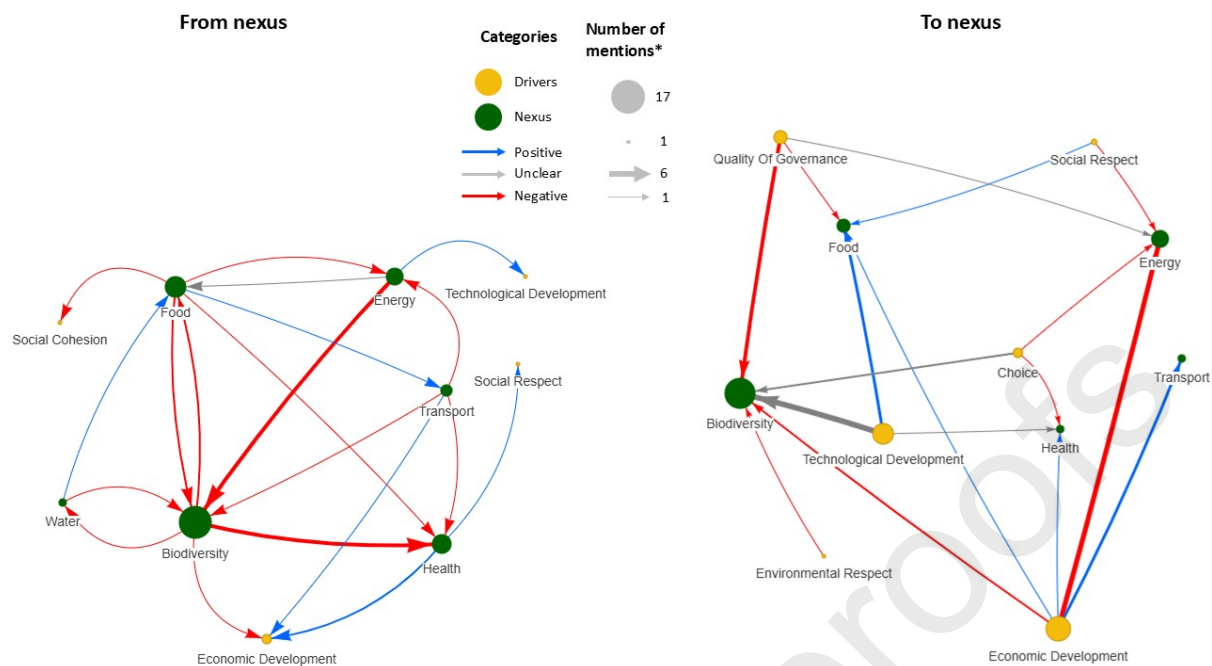 From nexus
To nexus
Categories
Drivers
Nexus
Positive
Unclear
Negative
Number of
mentions*
17
1
6
1
Food
Energy
Technological Development
Social Cohesion
Social Respect
Transport
Water
Biodiversity
Health
Economic Development
Quality Of Governance
Social Respect
Food
Energy
Choice
Transport
Biodiversity
Technological Development
Health
Environmental Respect
Economic Development
oofs